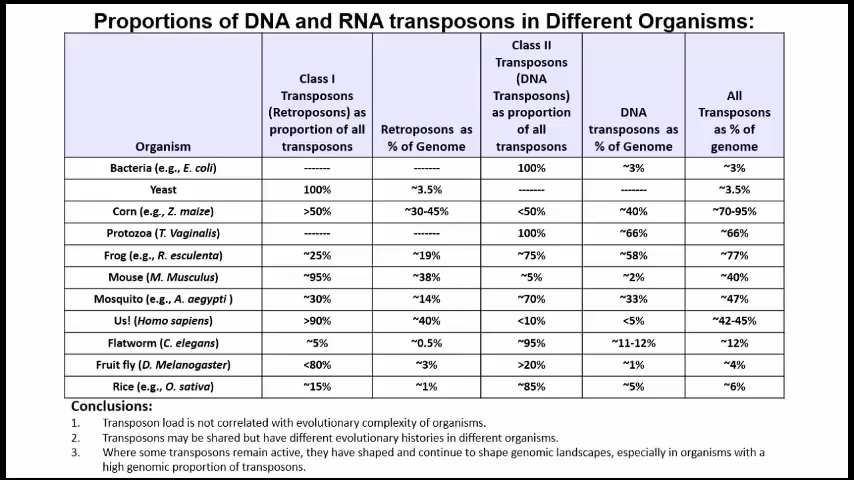 Proportions of DNA and RNA transposons in Different Organisms:
Organism | Class I Transposons (Retroposons) as proportion of all transposons | Retroposons as % of Genome | Class II Transposons (DNA Transposons) as proportion of all transposons | DNA transposons as % of Genome | All Transposons as % of genome
Bacteria (e.g., E. coli) | ------- | ------- | 100% | ~3% | ~3%
Yeast | 100% | ~3.5% | ------- | ------- | ~3.5%
Corn (e.g., Z. maize) | >50% | ~30-45% | <50% | ~40% | ~70-95%
Protozoa (T. Vaginalis) | ------- | ------- | 100% | ~66% | ~66%
Frog (e.g., R. esculenta) | ~25% | ~19% | ~75% | ~58% | ~77%
Mouse (M. Musculus) | ~95% | ~38% | ~5% | ~2% | ~40%
Mosquito (e.g., A. aegypti ) | ~30% | ~14% | ~70% | ~33% | ~47%
Us! (Homo sapiens) | >90% | ~40% | <10% | <5% | ~42-45%
Flatworm (C. elegans) | ~5% | ~0.5% | ~95% | ~11-12% | ~12%
Fruit fly (D. Melanogaster) | <80% | ~3% | >20% | ~1% | ~4%
Rice (e.g., O. sativa) | ~15% | ~1% | ~85% | ~5% | ~6%
Conclusions:
1. Transposon load is not correlated with evolutionary complexity of organisms.
2. Transposons may be shared but have different evolutionary histories in different organisms.
3. Where some transposons remain active, they have shaped and continue to shape genomic landscapes, especially in organisms with a
high genomic proportion of transposons.